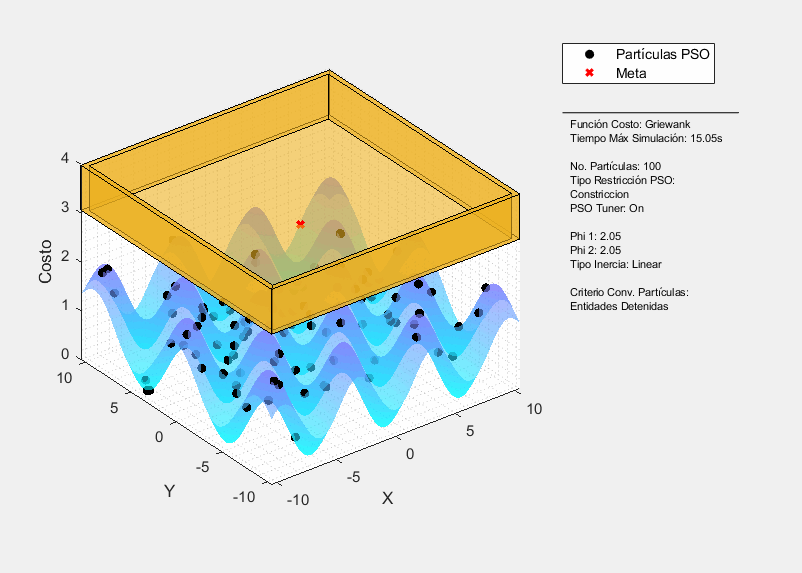 Partículas PSO
Meta
Función Costo: Griewank
Tiempo Máx Simulación: 15.05s
No. Partículas: 100
Tipo Restricción PSO:
Constriccion
PSO Tuner: On
Phi 1: 2.05
Phi 2: 2.05
Tipo Inercia: Linear
Criterio Conv. Partículas:
Entidades Detenidas
4
3
2
1
0
Costo
10
5
0
-5
-10
Y
-10
-5
0
5
10
X